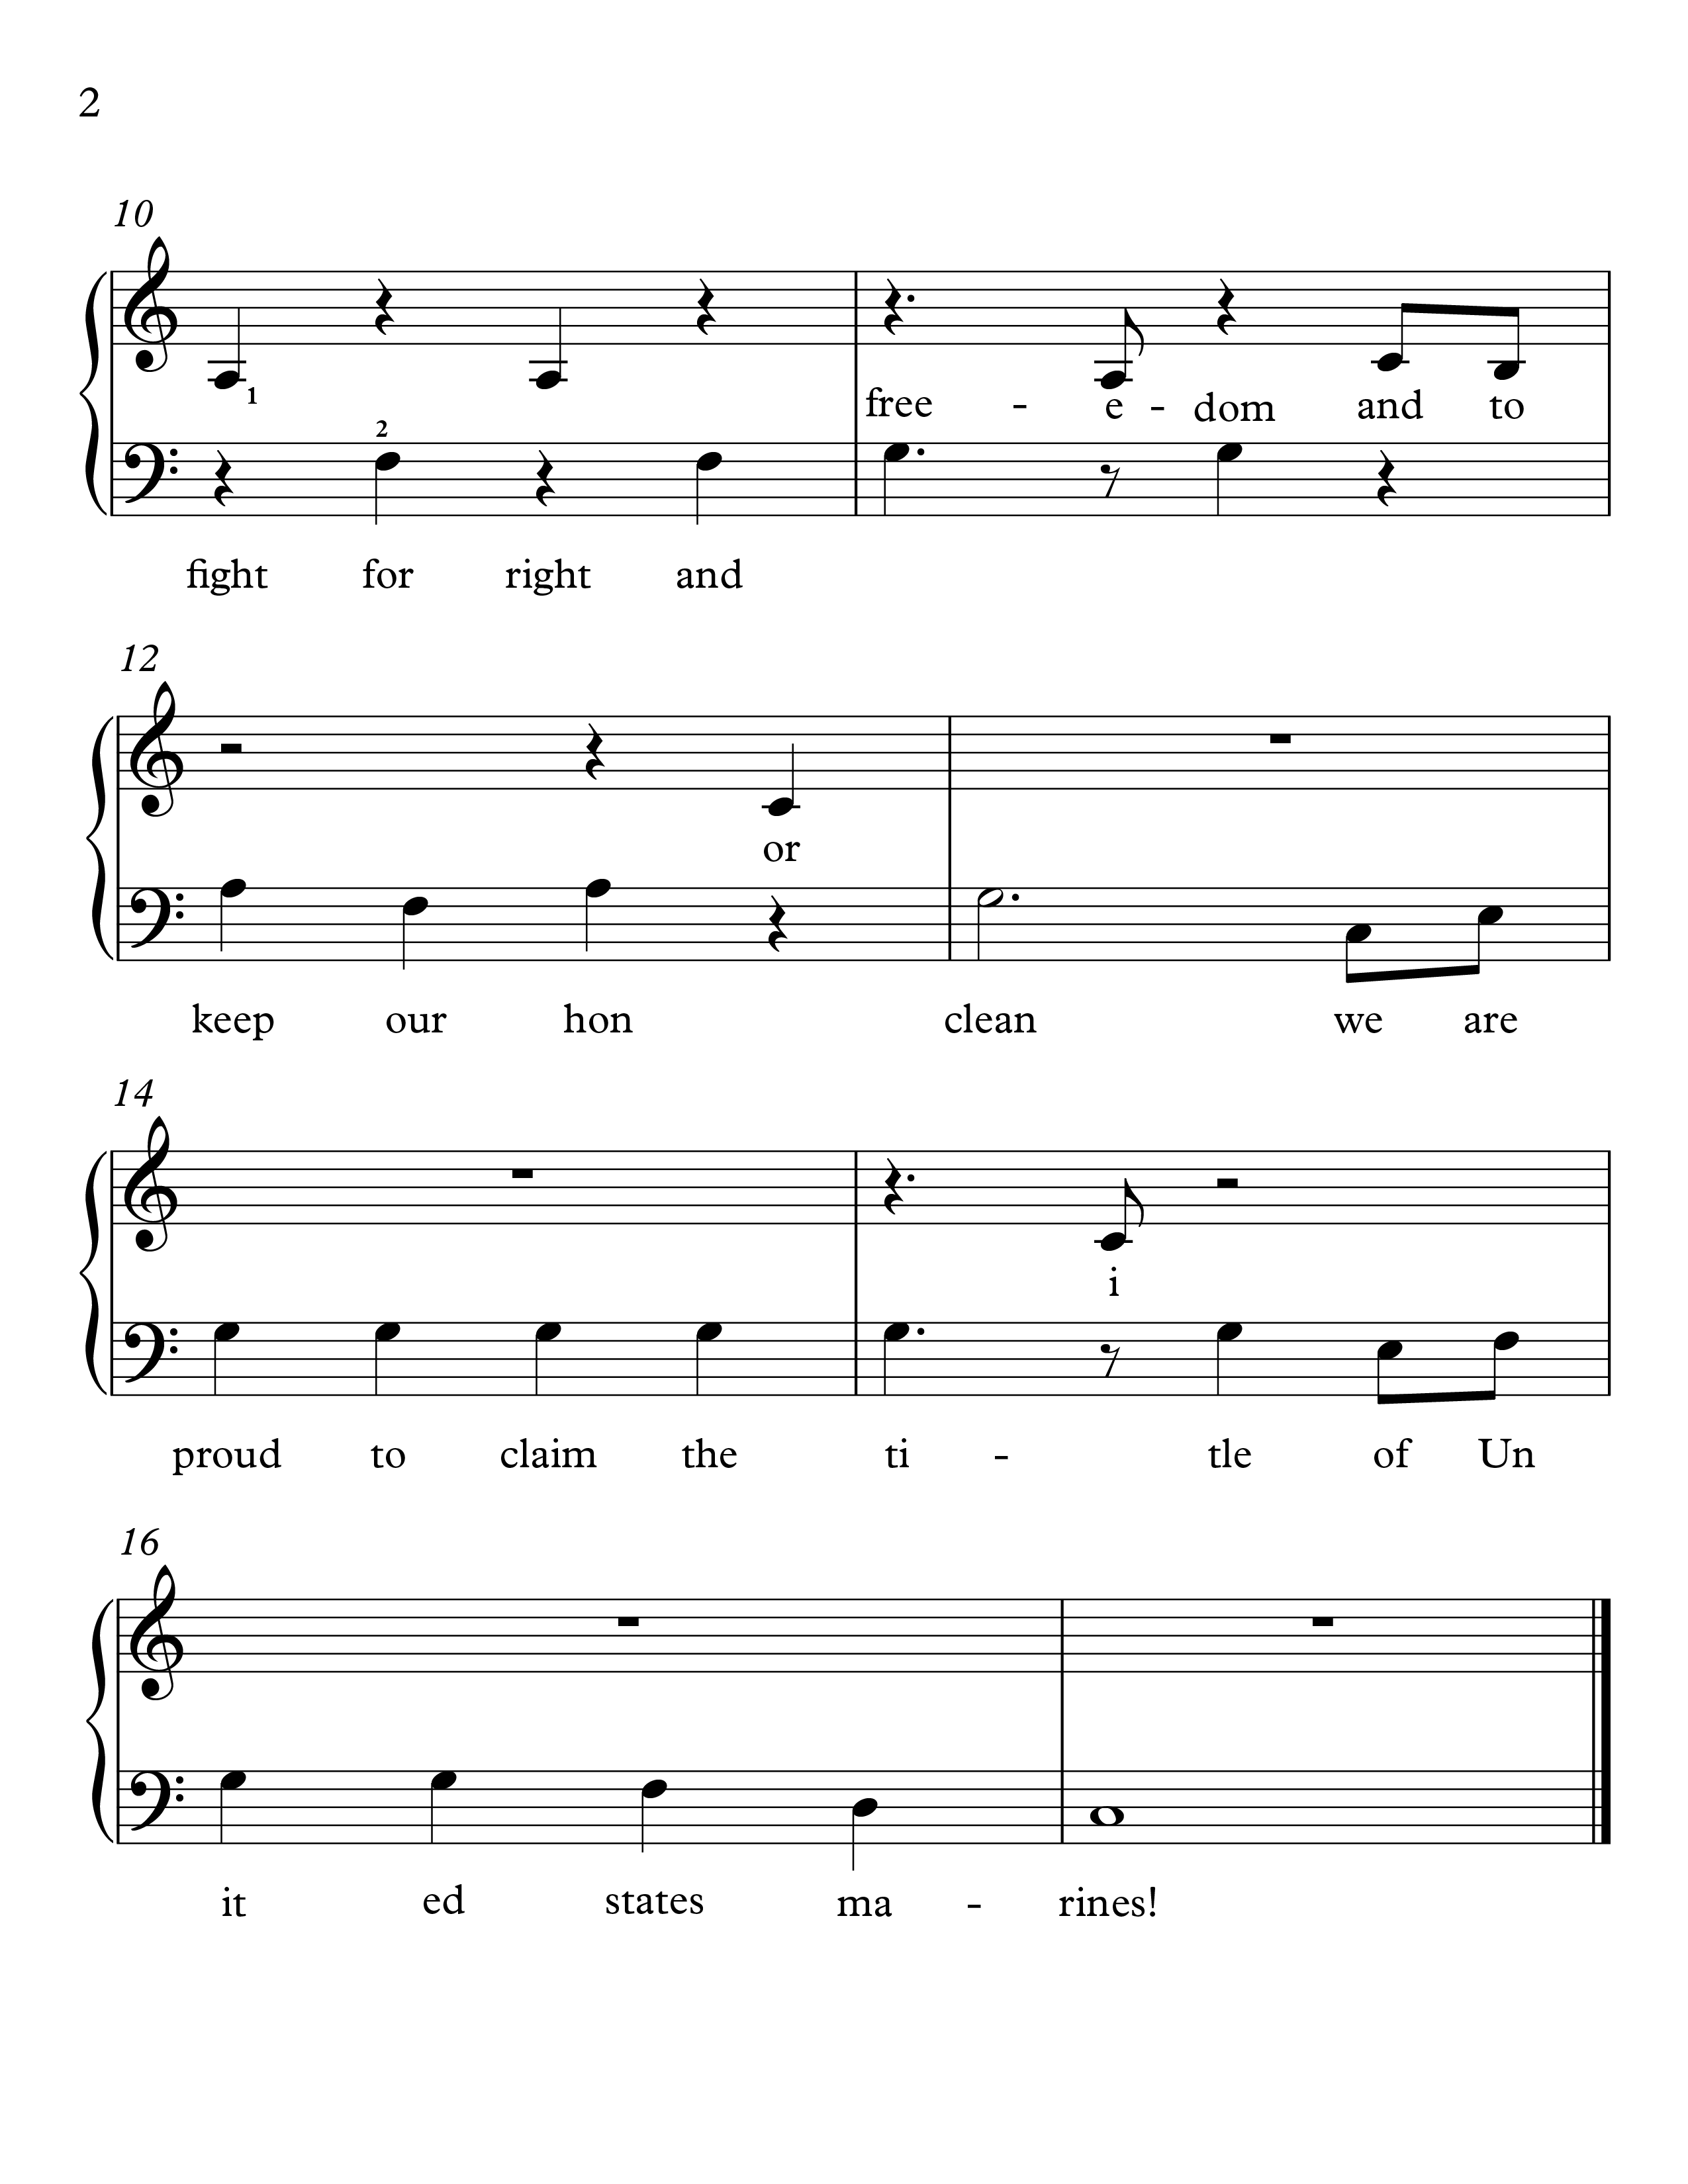 2
10
1
free - e - dom and to
2
fight for right and
12
or
keep our hon clean we are
14
i
proud to claim the ti - tle of Un
16
it ed states ma - rines!